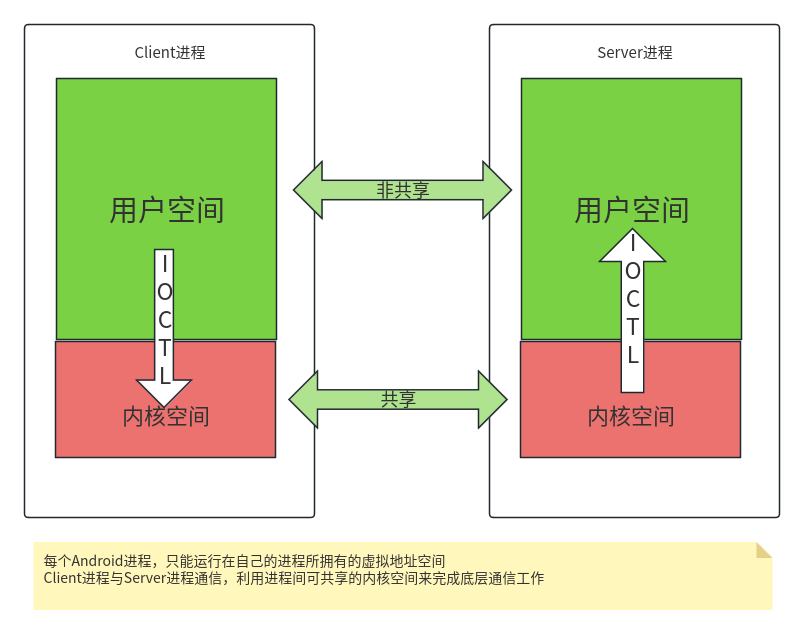 Client进程
Server进程
非共享
用户空间
用户空间
IOCTL
IOCTL
共享
内核空间
内核空间
每个Android进程，只能运行在自己的进程所拥有的虚拟地址空间
Client进程与Server进程通信，利用进程间可共享的内核空间来完成底层通信工作